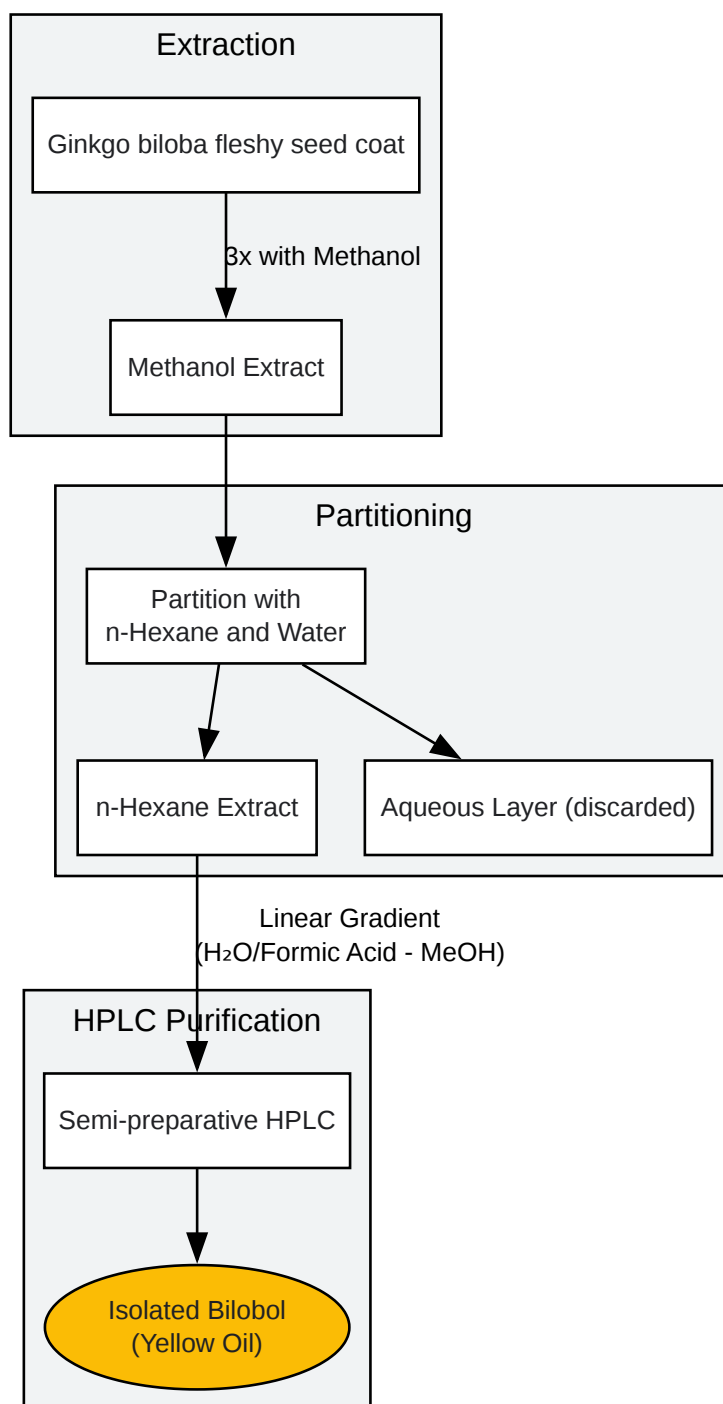 Extraction
Ginkgo biloba fleshy seed coat
3x with Methanol
Methanol Extract
Partitioning
Partition with
n-Hexane and Water
n-Hexane Extract
Aqueous Layer (discarded)
Linear Gradient
(H₂O/Formic Acid - MeOH)
HPLC Purification
Semi-preparative HPLC
Isolated Bilobol
(Yellow Oil)